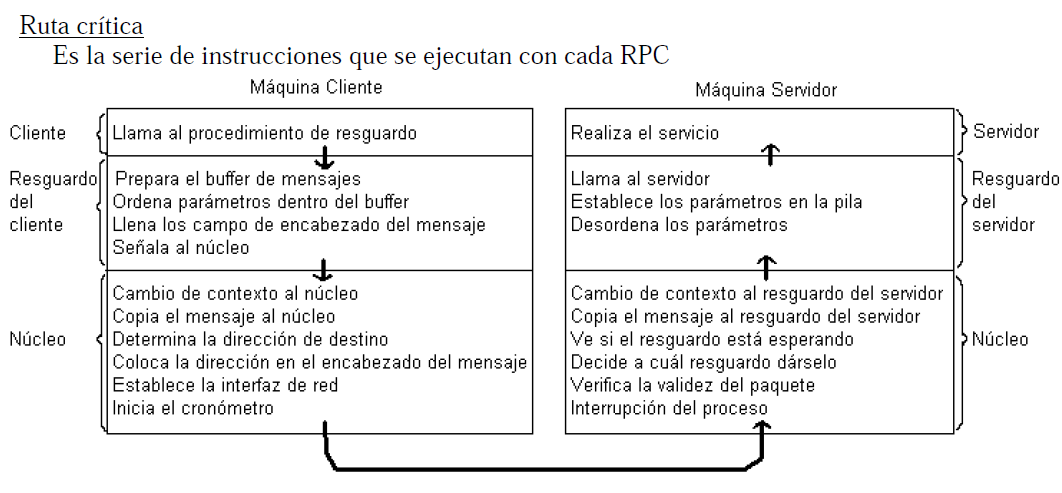 Ruta crítica
Es la serie de instrucciones que se ejecutan con cada RPC
Máquina Cliente
Máquina Servidor
Cliente
Llama al procedimiento de resguardo
Realiza el servicio
Servidor
Resguardo
del
cliente
Prepara el buffer de mensajes
Ordena parámetros dentro del buffer
Llena los campo de encabezado del mensaje
Señala al núcleo
Llama al servidor
Establece los parámetros en la pila
Desordena los parámetros
Resguardo
del
servidor
Núcleo
Cambio de contexto al núcleo
Copia el mensaje al núcleo
Determina la dirección de destino
Coloca la dirección en el encabezado del mensaje
Establece la interfaz de red
Inicia el cronómetro
Cambio de contexto al resguardo del servidor
Copia el mensaje al resguardo del servidor
Ve si el resguardo está esperando
Decide a cuál resguardo dárselo
Verifica la validez del paquete
Interrupción del proceso
Núcleo